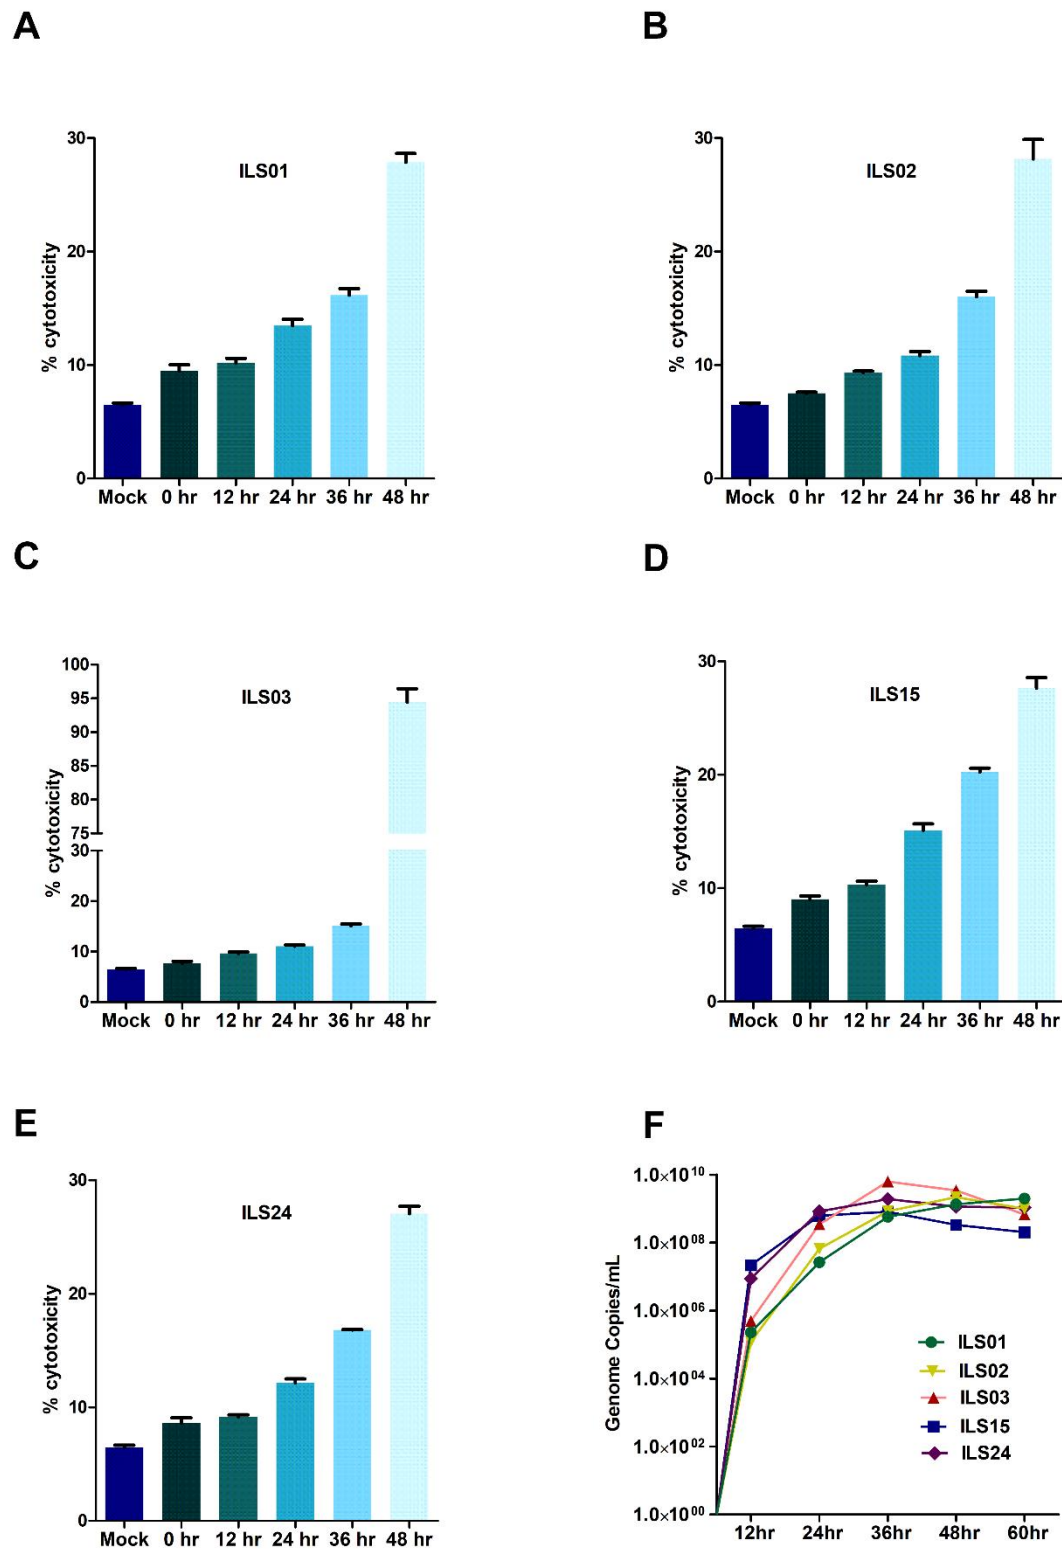 A
B
30
20
10
0
% cytotoxicity
ILS01
Mock 0 hr 12 hr 24 hr 36 hr 48 hr
30
20
10
0
% cytotoxicity
ILS02
Mock 0 hr 12 hr 24 hr 36 hr 48 hr
C
D
100
95
90
85
80
75
30
20
10
0
% cytotoxicity
ILS03
Mock 0 hr 12 hr 24 hr 36 hr 48 hr
30
20
10
0
% cytotoxicity
ILS15
Mock 0 hr 12 hr 24 hr 36 hr 48 hr
E
F
30
20
10
0
% cytotoxicity
ILS24
Mock 0 hr 12 hr 24 hr 36 hr 48 hr
1.0×10¹⁰
1.0×10⁰⁸
1.0×10⁰⁶
1.0×10⁰⁴
1.0×10⁰²
1.0×10⁰⁰
Genome Copies/mL
ILS01
ILS02
ILS03
ILS15
ILS24
12hr 24hr 36hr 48hr 60hr